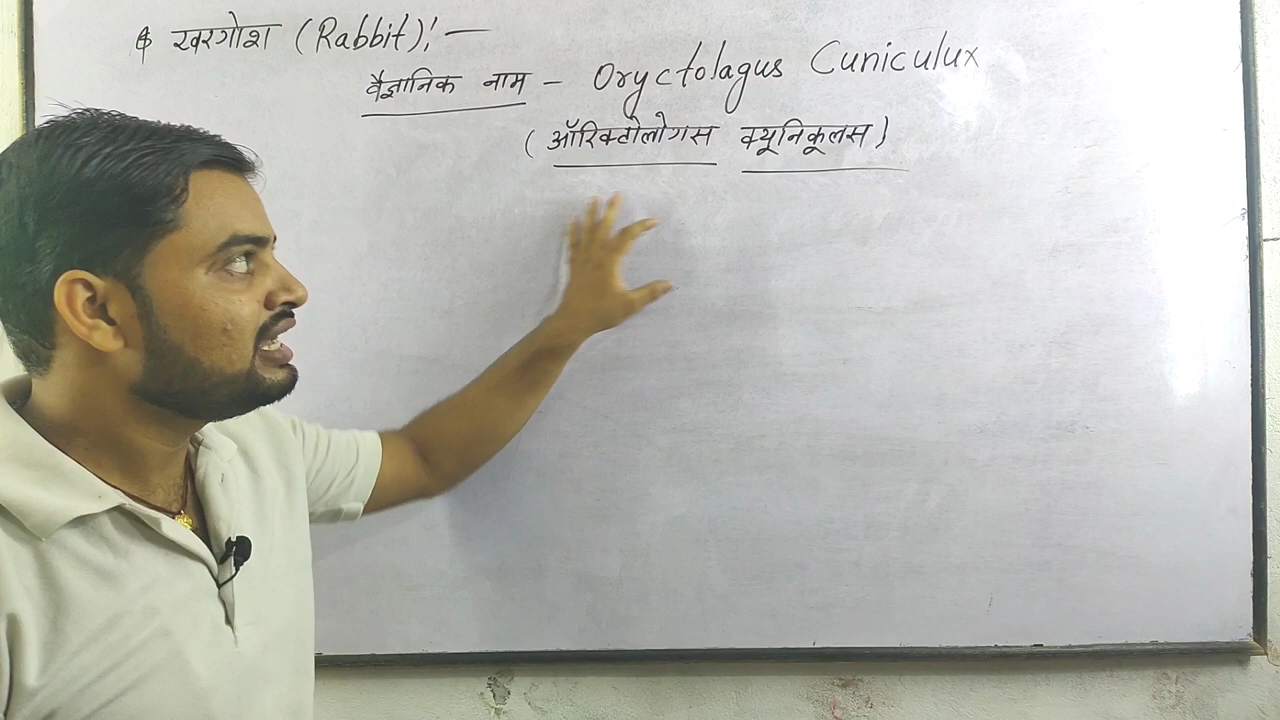 * खरगोश (Rabbit):-
वैज्ञानिक नाम - Oryctolagus Cuniculux
(ऑरिक्टोलोगस क्यूनिकूलस)